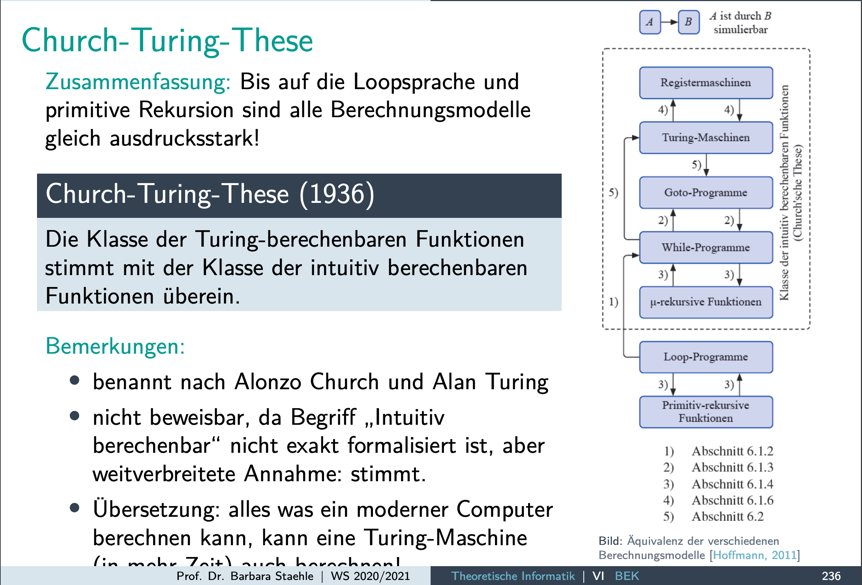 Church-Turing-These
Zusammenfassung: Bis auf die Loopsprache und
primitive Rekursion sind alle Berechnungsmodelle
gleich ausdrucksstark!
Church-Turing-These (1936)
Die Klasse der Turing-berechenbaren Funktionen
stimmt mit der Klasse der intuitiv berechenbaren
Funktionen überein.
Bemerkungen:
• benannt nach Alonzo Church und Alan Turing
• nicht beweisbar, da Begriff „Intuitiv
berechenbar“ nicht exakt formalisiert ist, aber
weitverbreitete Annahme: stimmt.
• Übersetzung: alles was ein moderner Computer
berechnen kann, kann eine Turing-Maschine
(in mehr Zeit) auch berechnen!
A B A ist durch B
simulierbar
Registermaschinen
4) 4)
Turing-Maschinen
5)
Goto-Programme
5)
2) 2)
While-Programme
3) 3)
μ-rekursive Funktionen
1)
Loop-Programme
3) 3)
Primitiv-rekursive
Funktionen
Klasse der intuitiv berechenbaren Funktionen
(Church'sche These)
1) Abschnitt 6.1.2
2) Abschnitt 6.1.3
3) Abschnitt 6.1.4
4) Abschnitt 6.1.6
5) Abschnitt 6.2
Bild: Äquivalenz der verschiedenen
Berechnungsmodelle [Hoffmann, 2011]
Prof. Dr. Barbara Staehle | WS 2020/2021 Theoretische Informatik | VI BEK 236